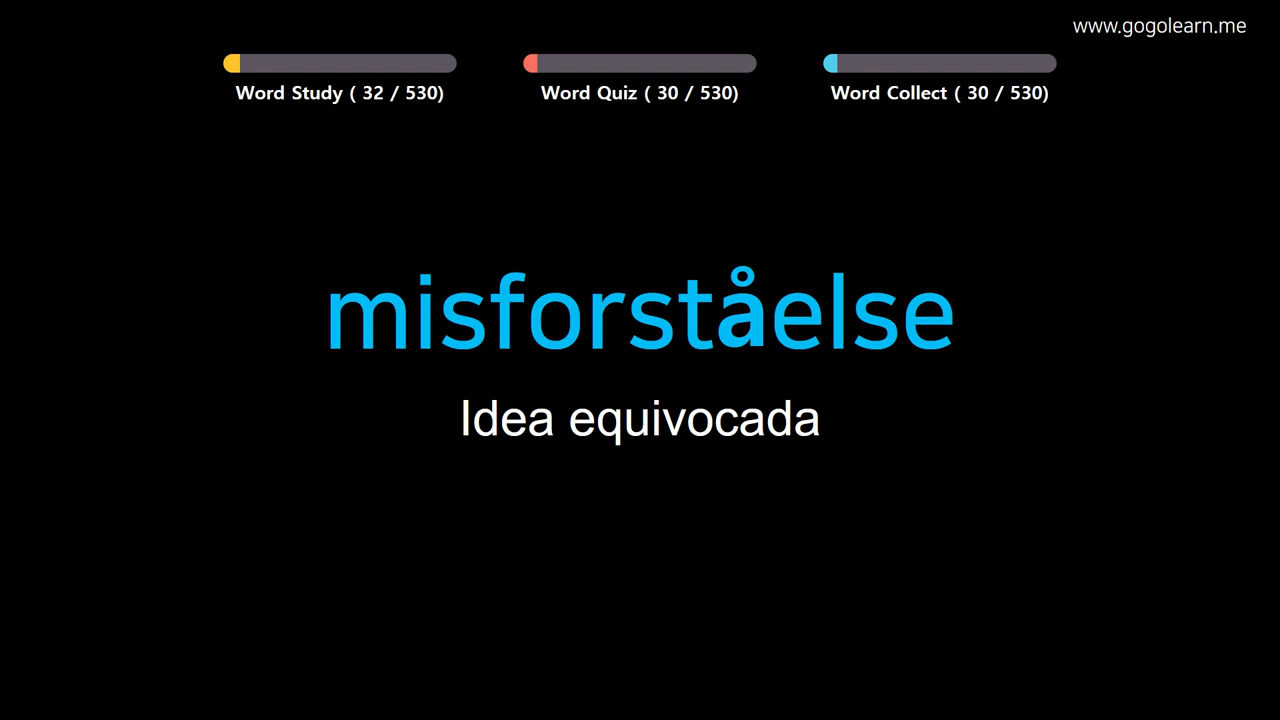 www.gogolearn.me
Word Study ( 32 / 530)
Word Quiz ( 30 / 530)
Word Collect ( 30 / 530)
misforståelse
Idea equivocada